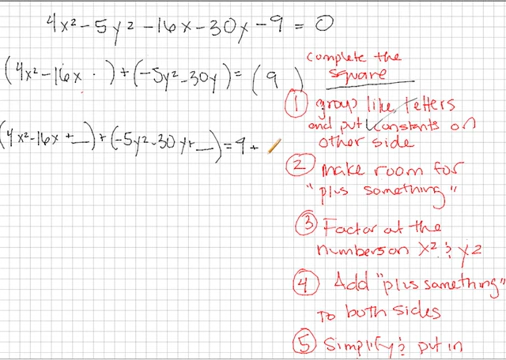 4x² - 5y² - 16x - 30y - 9 = 0
(4x² - 16x ) + (-5y² - 30y) = (9 )
(4x² - 16x + __) + (-5y² - 30y + __) = 9 +
complete the
square
① group like letters
and put constants on
other side
② make room for
"plus something"
③ Factor at the
numbers on x² & y²
④ Add "plus something"
to both sides
⑤ Simplify & put in